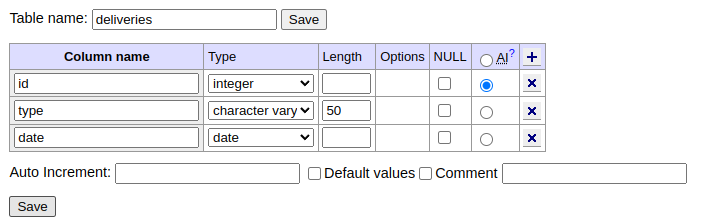 Table name: deliveries Save
Column name Type Length Options NULL AI? +
id integer x
type character vary 50 x
date date x
Auto Increment: Default values Comment
Save